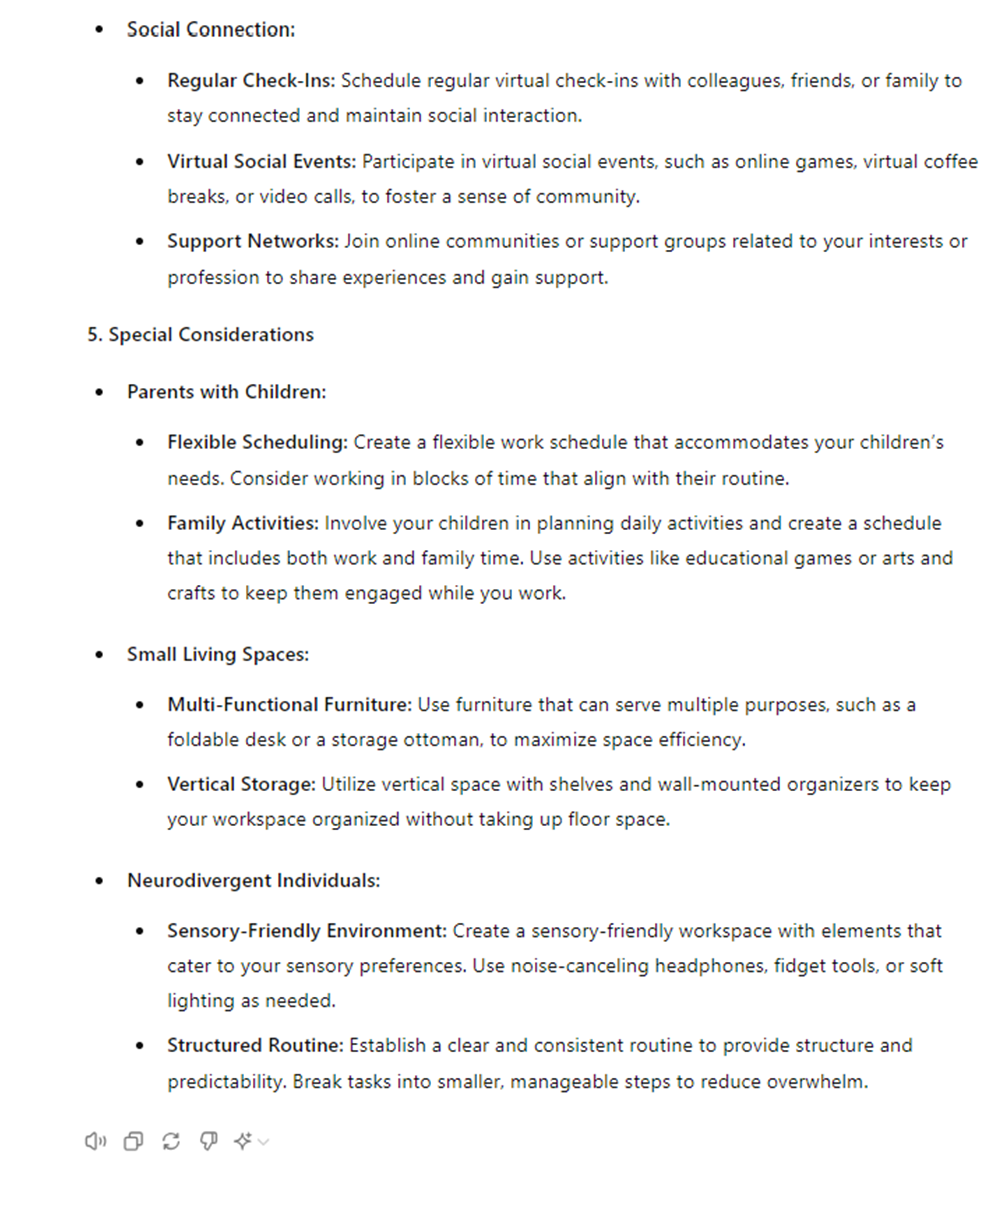 Social Connection:
Regular Check-Ins: Schedule regular virtual check-ins with colleagues, friends, or family to
stay connected and maintain social interaction.
Virtual Social Events: Participate in virtual social events, such as online games, virtual coffee
breaks, or video calls, to foster a sense of community.
Support Networks: Join online communities or support groups related to your interests or
profession to share experiences and gain support.
5. Special Considerations
Parents with Children:
Flexible Scheduling: Create a flexible work schedule that accommodates your children's
needs. Consider working in blocks of time that align with their routine.
Family Activities: Involve your children in planning daily activities and create a schedule
that includes both work and family time. Use activities like educational games or arts and
crafts to keep them engaged while you work.
Small Living Spaces:
Multi-Functional Furniture: Use furniture that can serve multiple purposes, such as a
foldable desk or a storage ottoman, to maximize space efficiency.
Vertical Storage: Utilize vertical space with shelves and wall-mounted organizers to keep
your workspace organized without taking up floor space.
Neurodivergent Individuals:
Sensory-Friendly Environment: Create a sensory-friendly workspace with elements that
cater to your sensory preferences. Use noise-canceling headphones, fidget tools, or soft
lighting as needed.
Structured Routine: Establish a clear and consistent routine to provide structure and
predictability. Break tasks into smaller, manageable steps to reduce overwhelm.